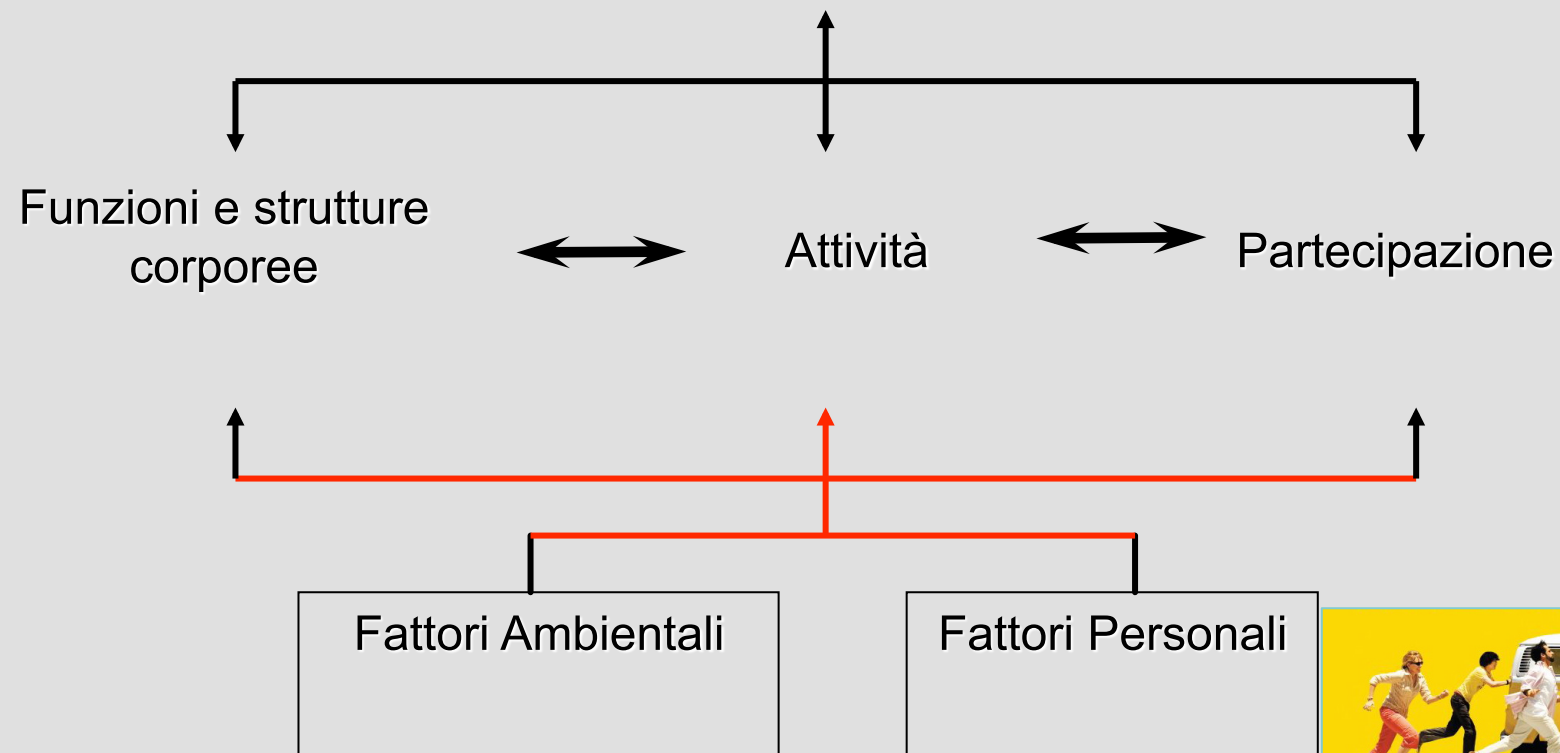 Funzioni e strutture
corporee
Attività
Partecipazione
Fattori Ambientali
Fattori Personali